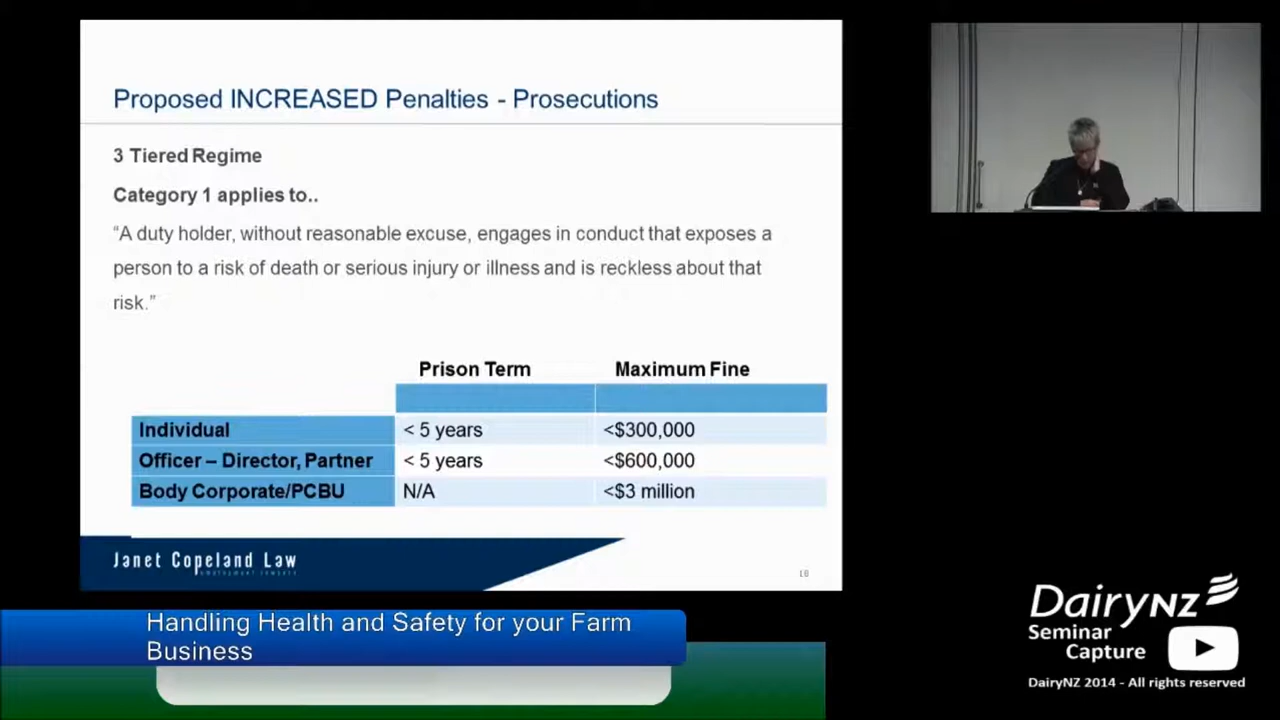 Proposed INCREASED Penalties - Prosecutions
3 Tiered Regime
Category 1 applies to..
“A duty holder, without reasonable excuse, engages in conduct that exposes a
person to a risk of death or serious injury or illness and is reckless about that
risk.”
Prison Term Maximum Fine
Individual < 5 years <$300,000
Officer – Director, Partner < 5 years <$600,000
Body Corporate/PCBU N/A <$3 million
Janet Copeland Law
employment lawyers
18
Handling Health and Safety for your Farm
Business
DairyNZ
Seminar
Capture
DairyNZ 2014 - All rights reserved